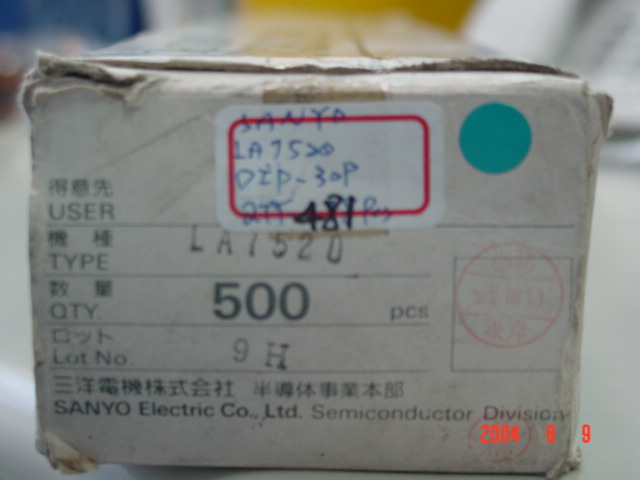 SANYO
LA7520
DIP-30P
QTY 481 Pcs
得意先
USER
機種
TYPE LA7520
数量
QTY. 500 pcs
ロット
Lot No. 9H
三洋電機株式会社 半導体事業本部
SANYO Electric Co., Ltd. Semiconductor Division
2004 8 9